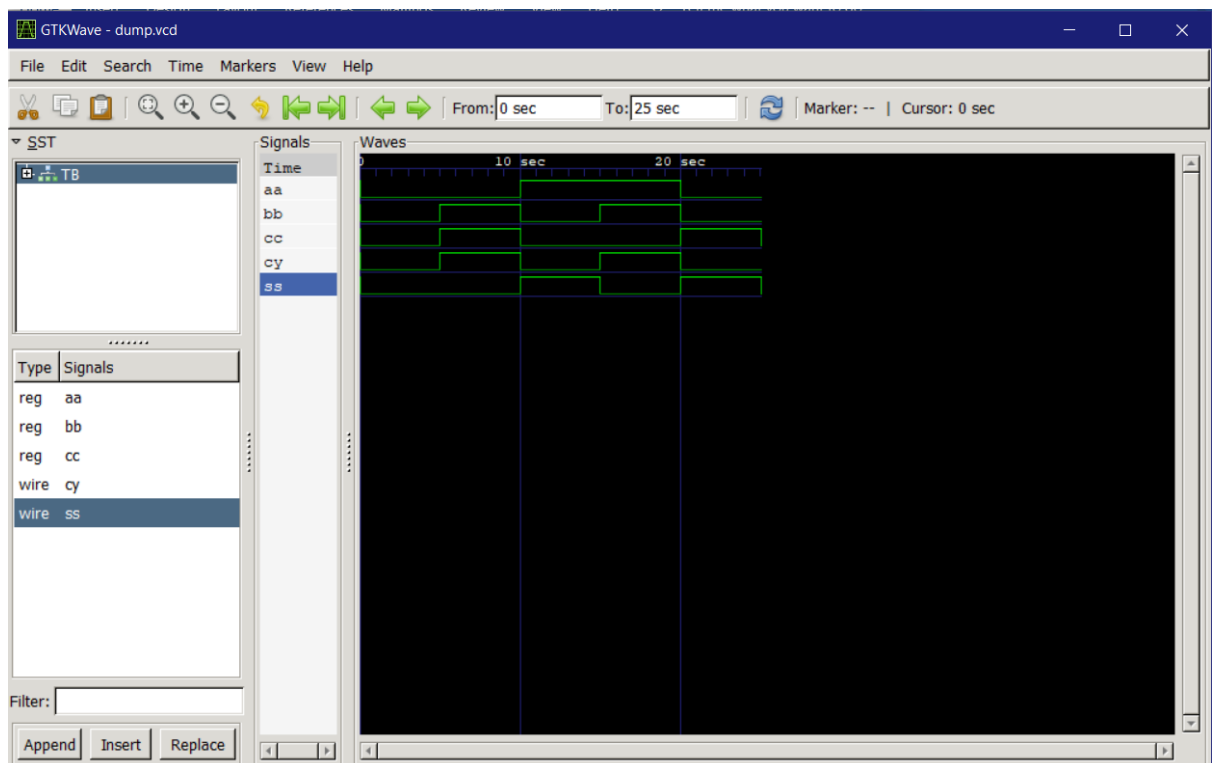 GTKWave - dump.vcd
File Edit Search Time Markers View Help
From: 0 sec To: 25 sec Marker: -- | Cursor: 0 sec
SST
TB
Type Signals
reg aa
reg bb
reg cc
wire cy
wire ss
Filter:
Append Insert Replace
Signals
Time
aa
bb
cc
cy
ss
Waves
0 10 sec 20 sec